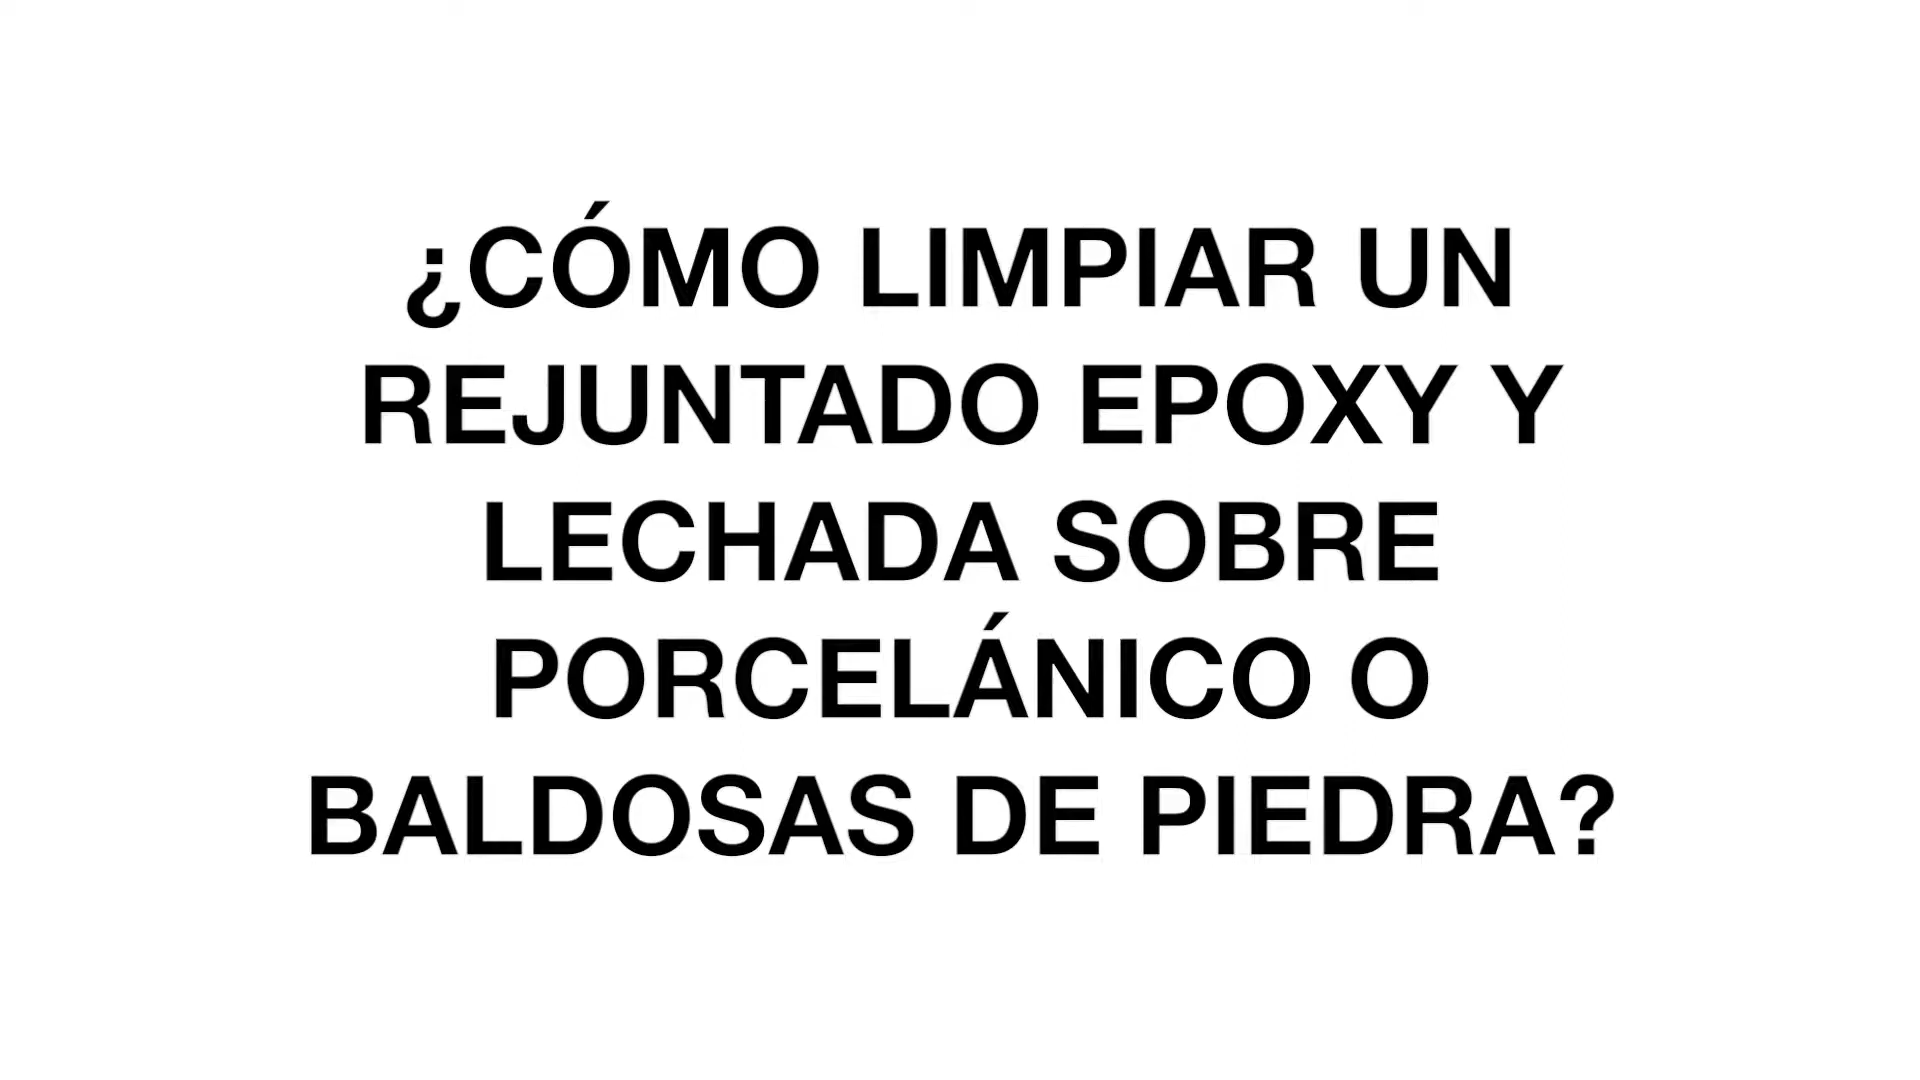 ¿CÓMO LIMPIAR UN
REJUNTADO EPOXY Y
LECHADA SOBRE
PORCELÁNICO O
BALDOSAS DE PIEDRA?